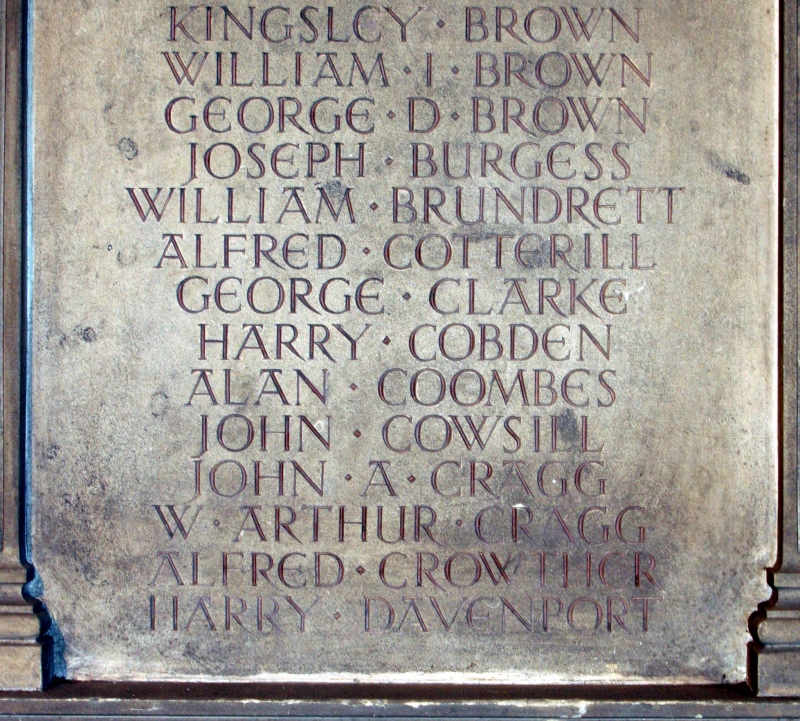 KINGSLEY · BROWN
WILLIAM · I · BROWN
GEORGE · D · BROWN
JOSEPH · BURGESS
WILLIAM · BRUNDRETT
ALFRED · COTTERILL
GEORGE · CLARKE
HARRY · COBDEN
ALAN · COOMBES
JOHN · COWSILL
JOHN · A · CRAGG
W · ARTHUR · CRAGG
ALFRED · CROWTHER
HARRY · DAVENPORT